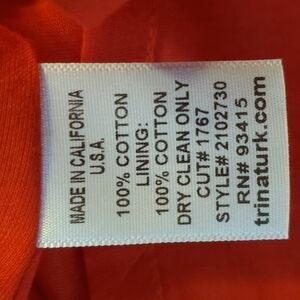 MADE IN CALIFORNIA
U.S.A.
100% COTTON
LINING:
100% COTTON
DRY CLEAN ONLY
CUT# 1767
STYLE# 2102730
RN# 93415
trinaturk.com